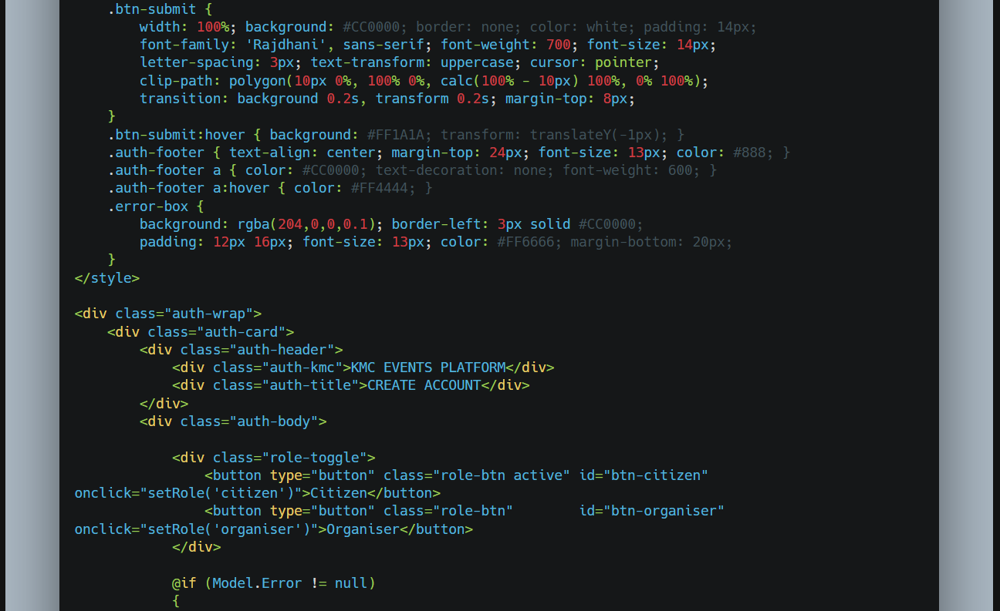 .btn-submit {
width: 100%; background: #CC0000; border: none; color: white; padding: 14px;
font-family: 'Rajdhani', sans-serif; font-weight: 700; font-size: 14px;
letter-spacing: 3px; text-transform: uppercase; cursor: pointer;
clip-path: polygon(10px 0%, 100% 0%, calc(100% - 10px) 100%, 0% 100%);
transition: background 0.2s, transform 0.2s; margin-top: 8px;
}
.btn-submit:hover { background: #FF1A1A; transform: translateY(-1px); }
.auth-footer { text-align: center; margin-top: 24px; font-size: 13px; color: #888; }
.auth-footer a { color: #CC0000; text-decoration: none; font-weight: 600; }
.auth-footer a:hover { color: #FF4444; }
.error-box {
background: rgba(204,0,0,0.1); border-left: 3px solid #CC0000;
padding: 12px 16px; font-size: 13px; color: #FF6666; margin-bottom: 20px;
}
</style>
<div class="auth-wrap">
<div class="auth-card">
<div class="auth-header">
<div class="auth-kmc">KMC EVENTS PLATFORM</div>
<div class="auth-title">CREATE ACCOUNT</div>
</div>
<div class="auth-body">
<div class="role-toggle">
<button type="button" class="role-btn active" id="btn-citizen"
onclick="setRole('citizen')">Citizen</button>
<button type="button" class="role-btn"        id="btn-organiser"
onclick="setRole('organiser')">Organiser</button>
</div>
@if (Model.Error != null)
{